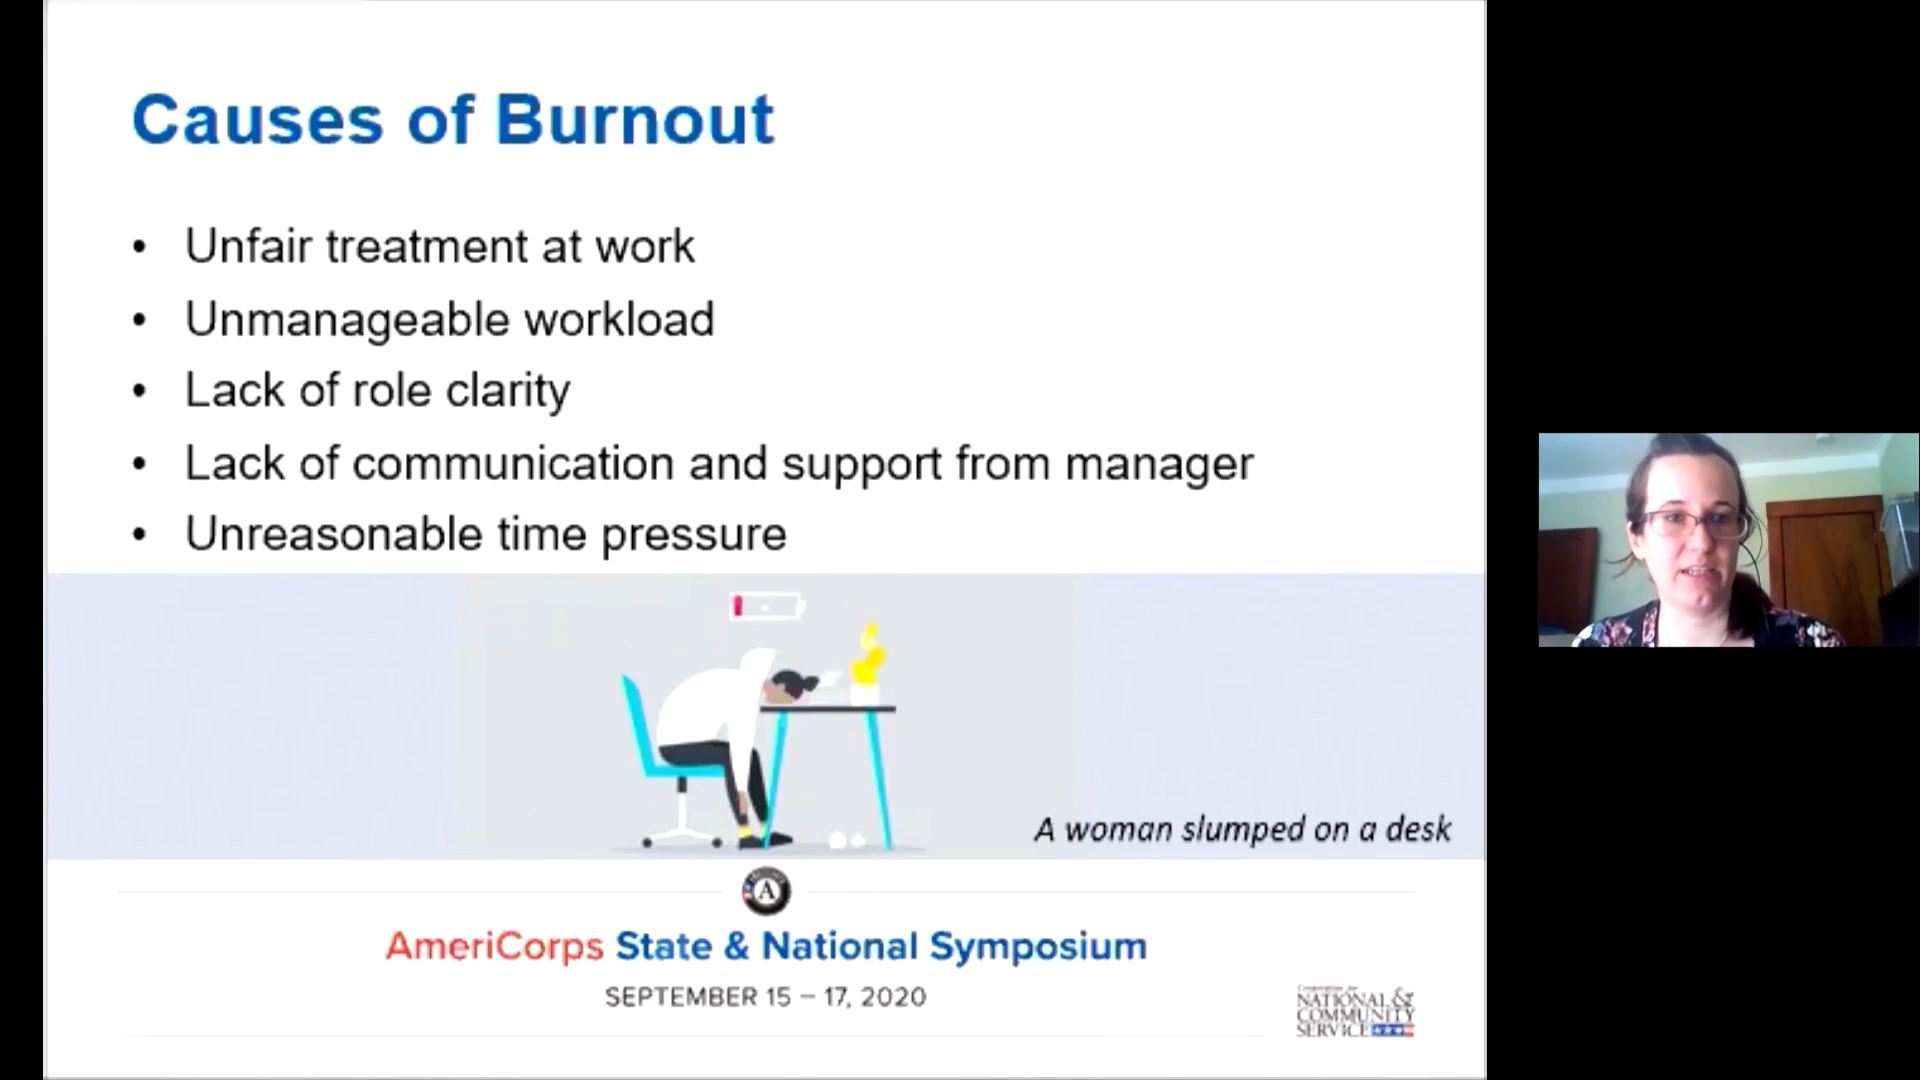 Causes of Burnout
• Unfair treatment at work
• Unmanageable workload
• Lack of role clarity
• Lack of communication and support from manager
• Unreasonable time pressure
A woman slumped on a desk
A
AmeriCorps State & National Symposium
SEPTEMBER 15 – 17, 2020
Corporation for
NATIONAL &
COMMUNITY
SERVICE